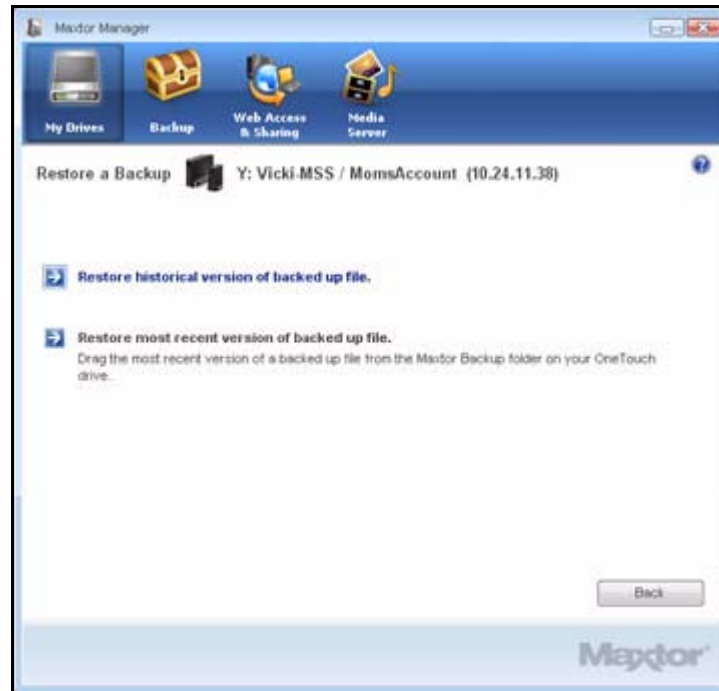 Maxtor Manager
My Drives
Backup
Web Access
& Sharing
Media
Server
Restore a Backup Y: Vicki-MSS / MomsAccount (10.24.11.38)
?
Restore historical version of backed up file.
Restore most recent version of backed up file.
Drag the most recent version of a backed up file from the Maxtor Backup folder on your OneTouch
drive.
Back
Maxtor